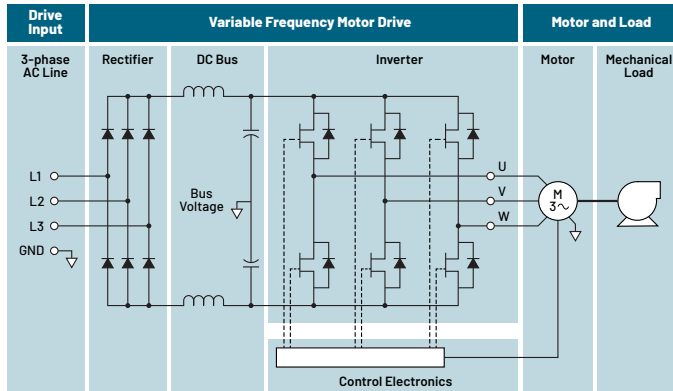 Drive
Input
Variable Frequency Motor Drive
Motor and Load
3-phase
AC Line
Rectifier
DC Bus
Inverter
Motor
Mechanical
Load
L1
L2
L3
GND
Bus
Voltage
U
V
W
M
3~
Control Electronics